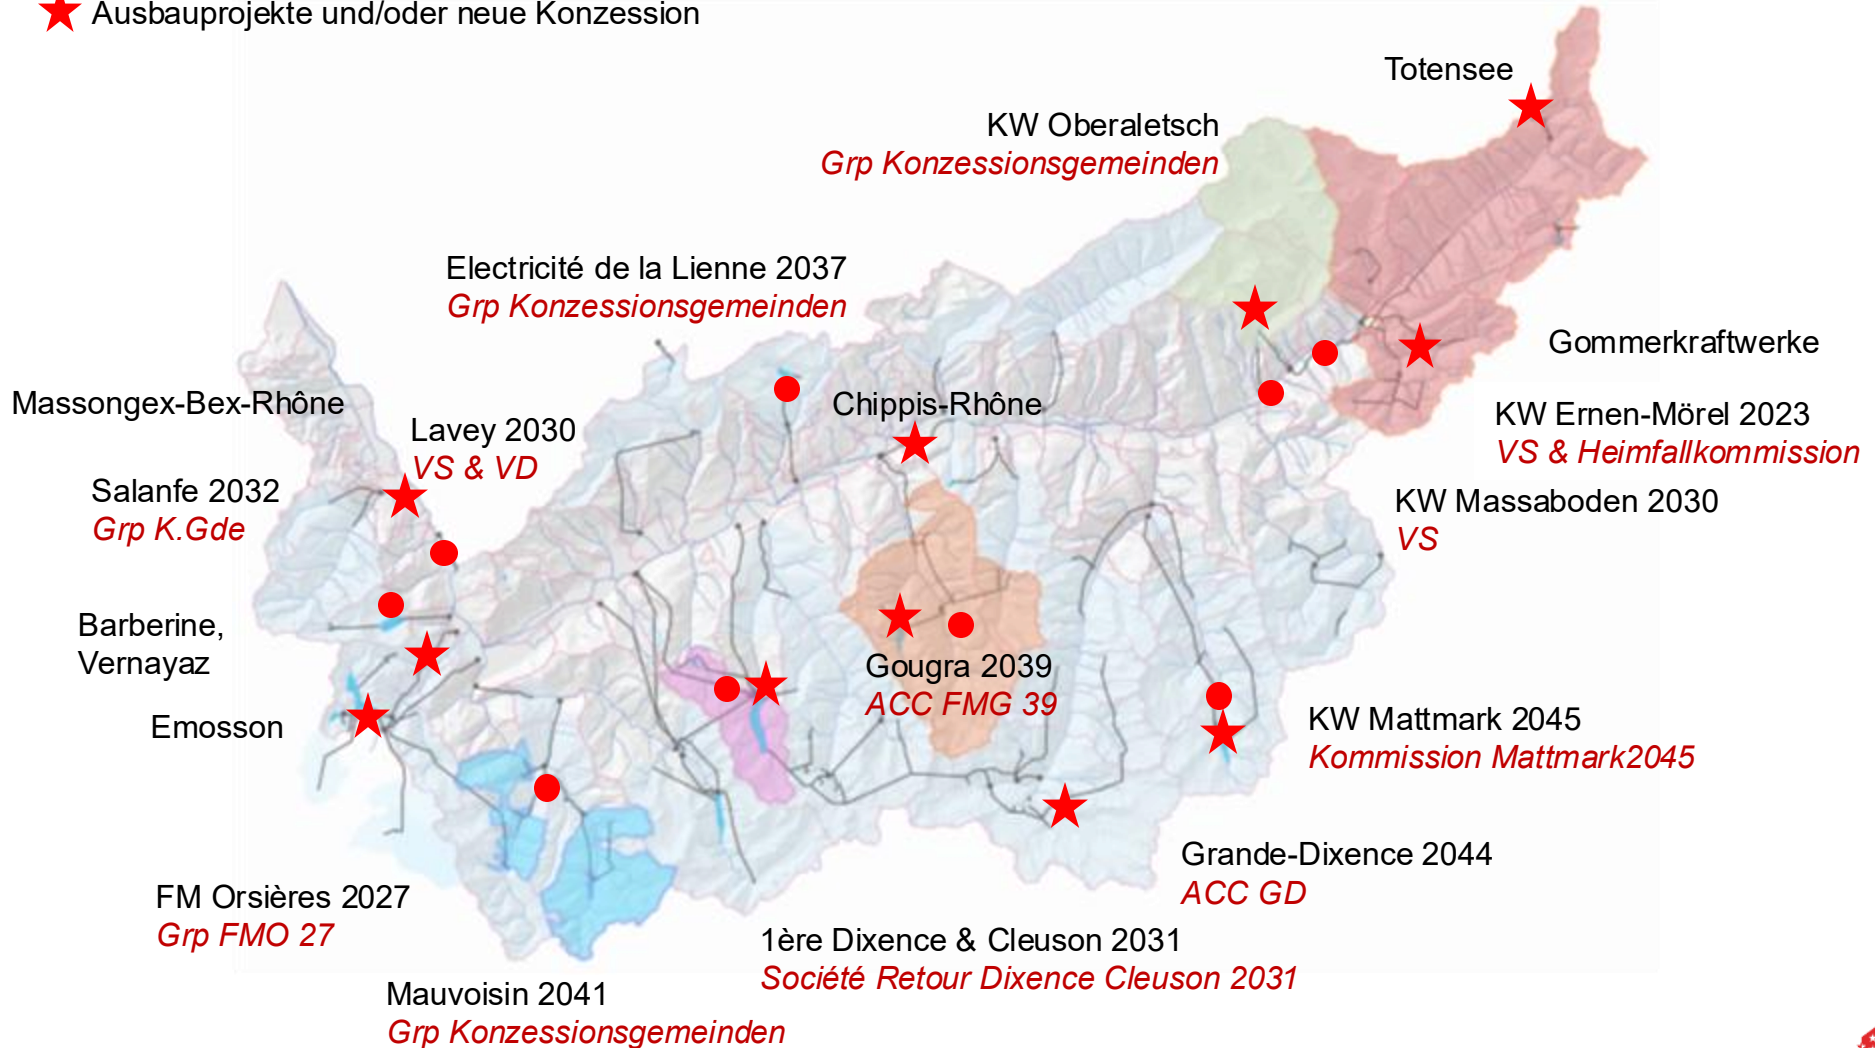 Ausbauprojekte und/oder neue Konzession
Totensee
KW Oberaletsch
Grp Konzessionsgemeinden
Electricité de la Lienne 2037
Grp Konzessionsgemeinden
Gommerkraftwerke
Massongex-Bex-Rhône
Chippis-Rhône
KW Ernen-Mörel 2023
VS & Heimfallkommission
Lavey 2030
VS & VD
Salanfe 2032
Grp K.Gde
KW Massaboden 2030
VS
Barberine,
Vernayaz
Gougra 2039
ACC FMG 39
Emosson
KW Mattmark 2045
Kommission Mattmark2045
Grande-Dixence 2044
ACC GD
FM Orsières 2027
Grp FMO 27
1ère Dixence & Cleuson 2031
Société Retour Dixence Cleuson 2031
Mauvoisin 2041
Grp Konzessionsgemeinden